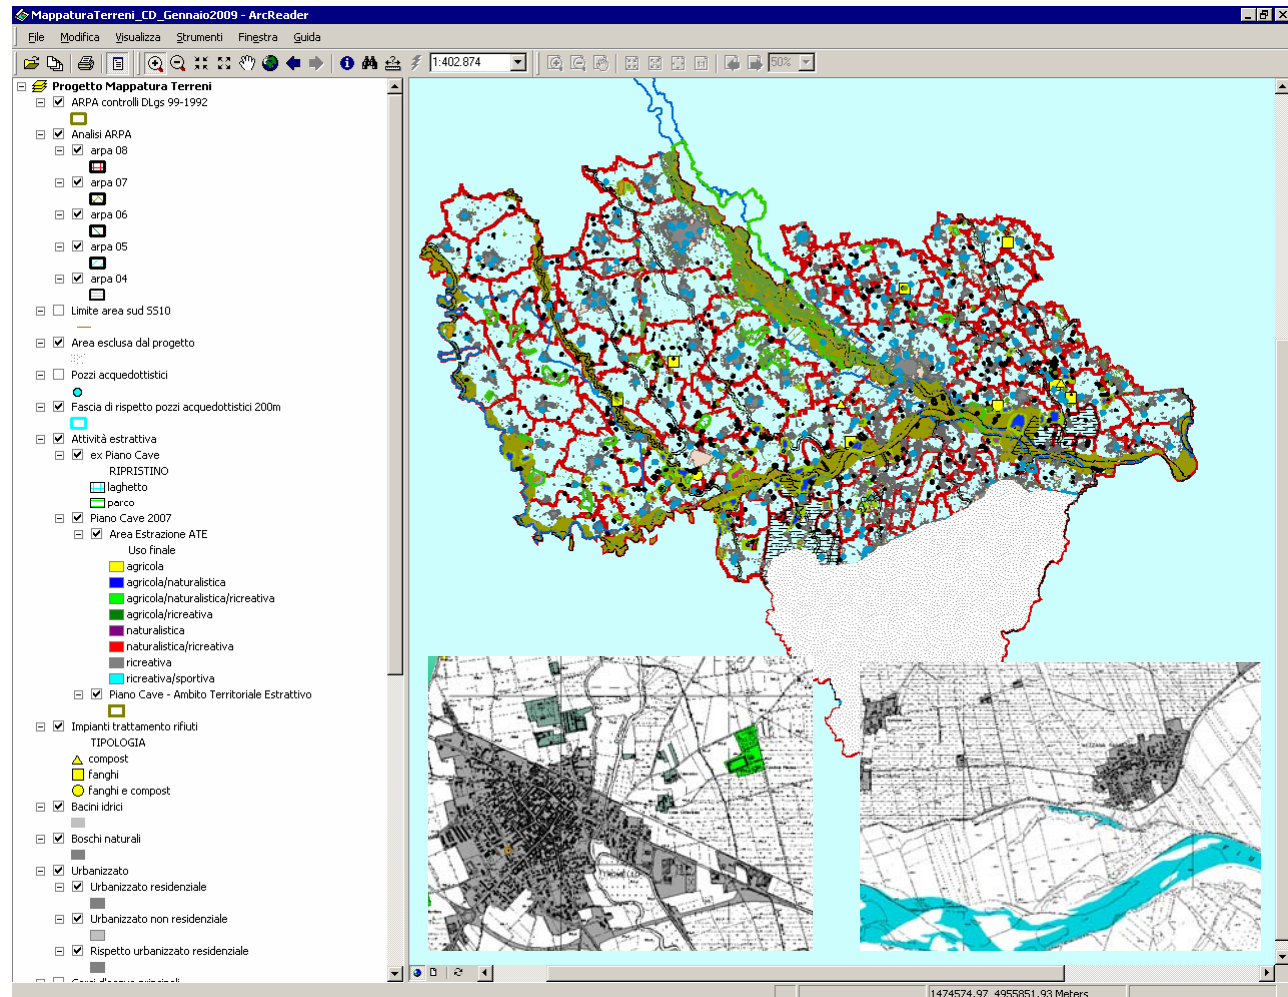 MappaturaTerreni_CD_Gennaio2009 - ArcReader
File Modifica Visualizza Strumenti Finestra Guida
1:402.874
50%
Progetto Mappatura Terreni
ARPA controlli DLgs 99-1992
Analisi ARPA
arpa 08
arpa 07
arpa 06
arpa 05
arpa 04
Limite area sud SS10
Area esclusa dal progetto
Pozzi acquedottistici
Fascia di rispetto pozzi acquedottistici 200m
Attività estrattiva
ex Piano Cave
RIPRISTINO
laghetto
parco
Piano Cave 2007
Area Estrazione ATE
Uso finale
agricola
agricola/naturalistica
agricola/naturalistica/ricreativa
agricola/ricreativa
naturalistica
naturalistica/ricreativa
ricreativa
ricreativa/sportiva
Piano Cave - Ambito Territoriale Estrattivo
Impianti trattamento rifiuti
TIPOLOGIA
compost
fanghi
fanghi e compost
Bacini idrici
Boschi naturali
Urbanizzato
Urbanizzato residenziale
Urbanizzato non residenziale
Rispetto urbanizzato residenziale
1474574,97 4955851,93 Meters